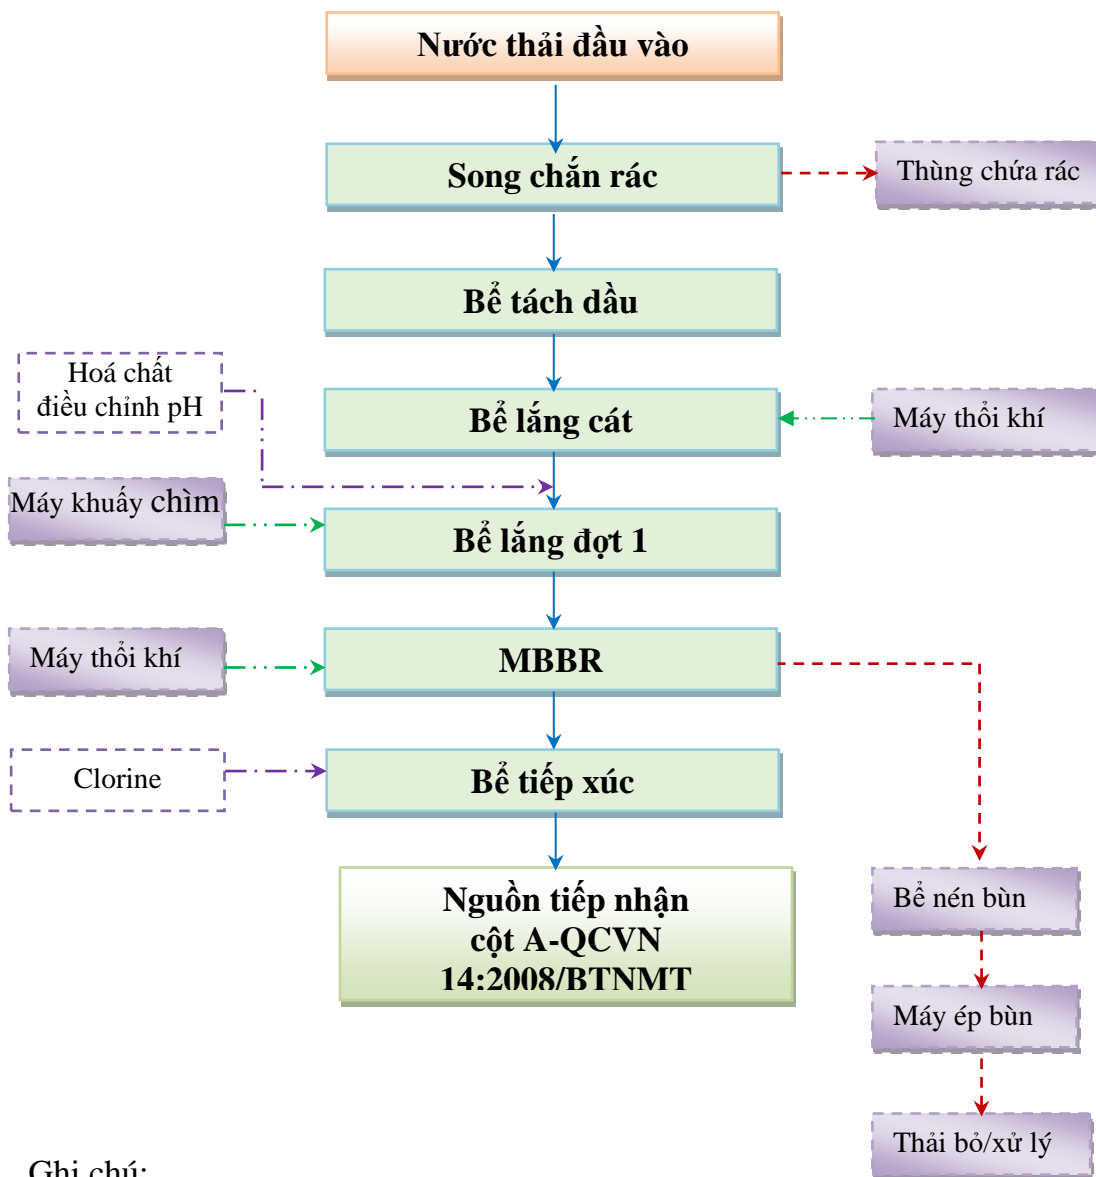 Nước thải đầu vào
Song chắn rác
Thùng chứa rác
Bể tách dầu
Hoá chất
điều chỉnh pH
Bể lắng cát
Máy thổi khí
Máy khuấy chìm
Bể lắng đợt 1
Máy thổi khí
MBBR
Clorine
Bể tiếp xúc
Nguồn tiếp nhận
cột A-QCVN
14:2008/BTNMT
Bể nén bùn
Máy ép bùn
Thải bỏ/xử lý
Ghi chú: